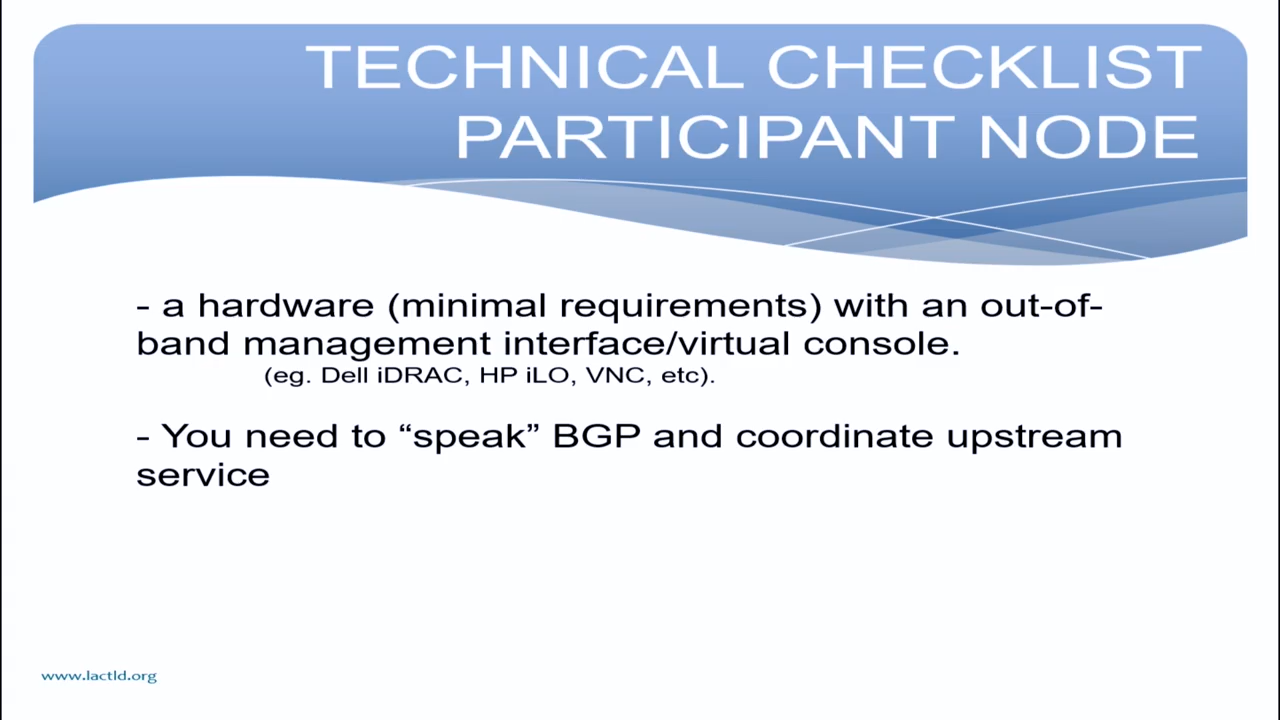 TECHNICAL CHECKLIST
PARTICIPANT NODE
- a hardware (minimal requirements) with an out-of-
band management interface/virtual console.
(eg. Dell iDRAC, HP iLO, VNC, etc).
- You need to “speak” BGP and coordinate upstream
service
www.lactld.org